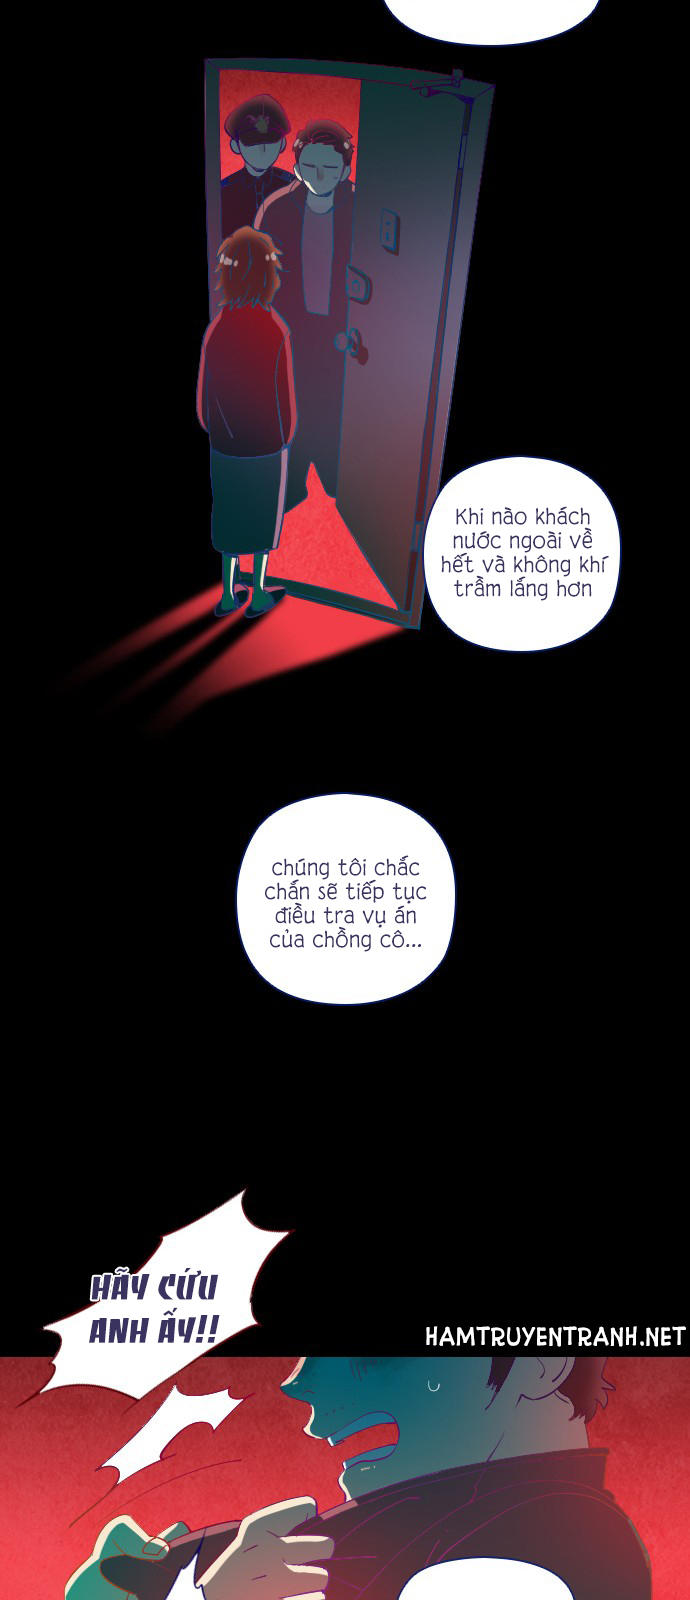 Khi nào khách
nước ngoài về
hết và không khí
trầm lắng hơn
chúng tôi chắc
chắn sẽ tiếp tục
điều tra vụ án
của chồng cô...
HÃY CỨU
ANH ẤY!!
HAMTRUYENTRANH.NET